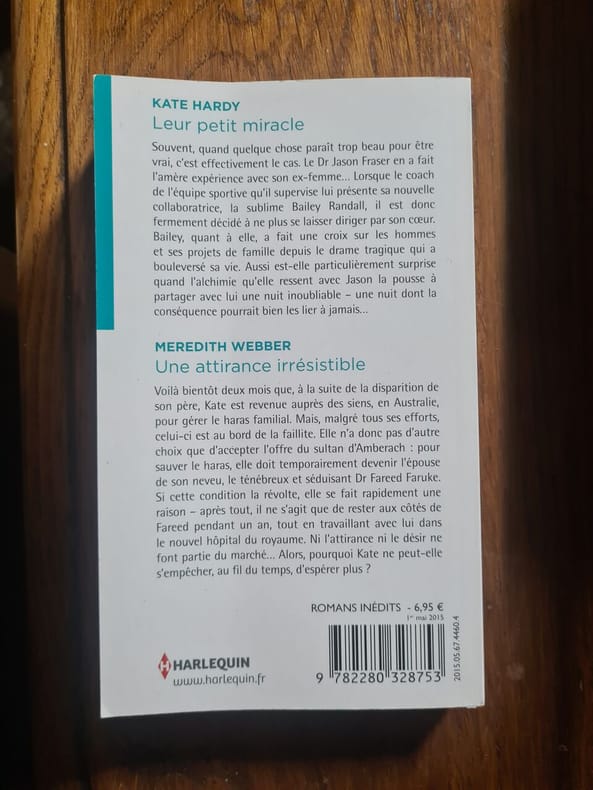 KATE HARDY
Leur petit miracle
Souvent, quand quelque chose paraît trop beau pour être
vrai, c'est effectivement le cas. Le Dr Jason Fraser en a fait
l'amère expérience avec son ex-femme... Lorsque le coach
de l'équipe sportive qu'il supervise lui présente sa nouvelle
collaboratrice, la sublime Bailey Randall, il est donc
fermement décidé à ne plus se laisser diriger par son cœur.
Bailey, quant à elle, a fait une croix sur les hommes
et ses projets de famille depuis le drame tragique qui a
bouleversé sa vie. Aussi est-elle particulièrement surprise
quand l'alchimie qu'elle ressent avec Jason la pousse à
partager avec lui une nuit inoubliable – une nuit dont la
conséquence pourrait bien les lier à jamais...
MEREDITH WEBBER
Une attirance irrésistible
Voilà bientôt deux mois que, à la suite de la disparition de
son père, Kate est revenue auprès des siens, en Australie,
pour gérer le haras familial. Mais, malgré tous ses efforts,
celui-ci est au bord de la faillite. Elle n'a donc pas d'autre
choix que d'accepter l'offre du sultan d'Amberach : pour
sauver le haras, elle doit temporairement devenir l'épouse
de son neveu, le ténébreux et séduisant Dr Fareed Faruke.
Si cette condition la révolte, elle se fait rapidement une
raison – après tout, il ne s'agit que de rester aux côtés de
Fareed pendant un an, tout en travaillant avec lui dans
le nouvel hôpital du royaume. Ni l'attirance ni le désir ne
font partie du marché... Alors, pourquoi Kate ne peut-elle
s'empêcher, au fil du temps, d'espérer plus ?
ROMANS INÉDITS - 6,95 €
1er mai 2015
HARLEQUIN
www.harlequin.fr
9 782280 328753
2015.05.67.4460.4